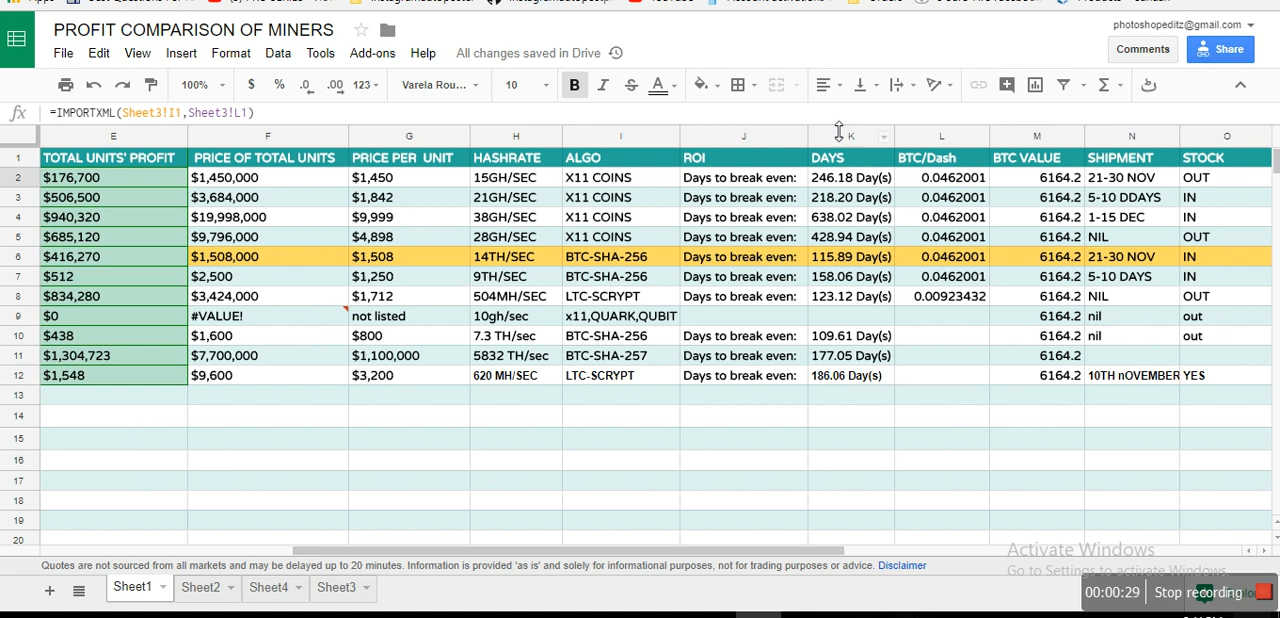 PROFIT COMPARISON OF MINERS
photoshopeditz@gmail.com
File Edit View Insert Format Data Tools Add-ons Help All changes saved in Drive
Comments Share
100% $ % .0 .00 123 Varela Rou... 10 B I S A
fx =IMPORTXML(Sheet3!I1,Sheet3!L1)
E F G H I J K L M N O
1 TOTAL UNITS' PROFIT PRICE OF TOTAL UNITS PRICE PER UNIT HASHRATE ALGO ROI DAYS BTC/Dash BTC VALUE SHIPMENT STOCK
2 $176,700 $1,450,000 $1,450 15GH/SEC X11 COINS Days to break even: 246.18 Day(s) 0.0462001 6164.2 21-30 NOV OUT
3 $506,500 $3,684,000 $1,842 21GH/SEC X11 COINS Days to break even: 218.20 Day(s) 0.0462001 6164.2 5-10 DDAYS IN
4 $940,320 $19,998,000 $9,999 38GH/SEC X11 COINS Days to break even: 638.02 Day(s) 0.0462001 6164.2 1-15 DEC IN
5 $685,120 $9,796,000 $4,898 28GH/SEC X11 COINS Days to break even: 428.94 Day(s) 0.0462001 6164.2 NIL OUT
6 $416,270 $1,508,000 $1,508 14TH/SEC BTC-SHA-256 Days to break even: 115.89 Day(s) 0.0462001 6164.2 21-30 NOV IN
7 $512 $2,500 $1,250 9TH/SEC BTC-SHA-256 Days to break even: 158.06 Day(s) 0.0462001 6164.2 5-10 DAYS IN
8 $834,280 $3,424,000 $1,712 504MH/SEC LTC-SCRYPT Days to break even: 123.12 Day(s) 0.00923432 6164.2 NIL OUT
9 $0 #VALUE! not listed 10gh/sec x11,QUARK,QUBIT 6164.2 nil out
10 $438 $1,600 $800 7.3 TH/sec BTC-SHA-256 Days to break even: 109.61 Day(s) 6164.2 nil out
11 $1,304,723 $7,700,000 $1,100,000 5832 TH/sec BTC-SHA-257 Days to break even: 177.05 Day(s) 6164.2
12 $1,548 $9,600 $3,200 620 MH/SEC LTC-SCRYPT Days to break even: 186.06 Day(s) 6164.2 10TH nOVEMBER YES
13
14
15
16
17
18
19
20
Activate Windows
Quotes are not sourced from all markets and may be delayed up to 20 minutes. Information is provided 'as is' and solely for informational purposes, not for trading purposes or advice. Disclaimer
Go to Settings to activate Windows.
Sheet1 Sheet2 Sheet4 Sheet3
00:00:29 Stop recording